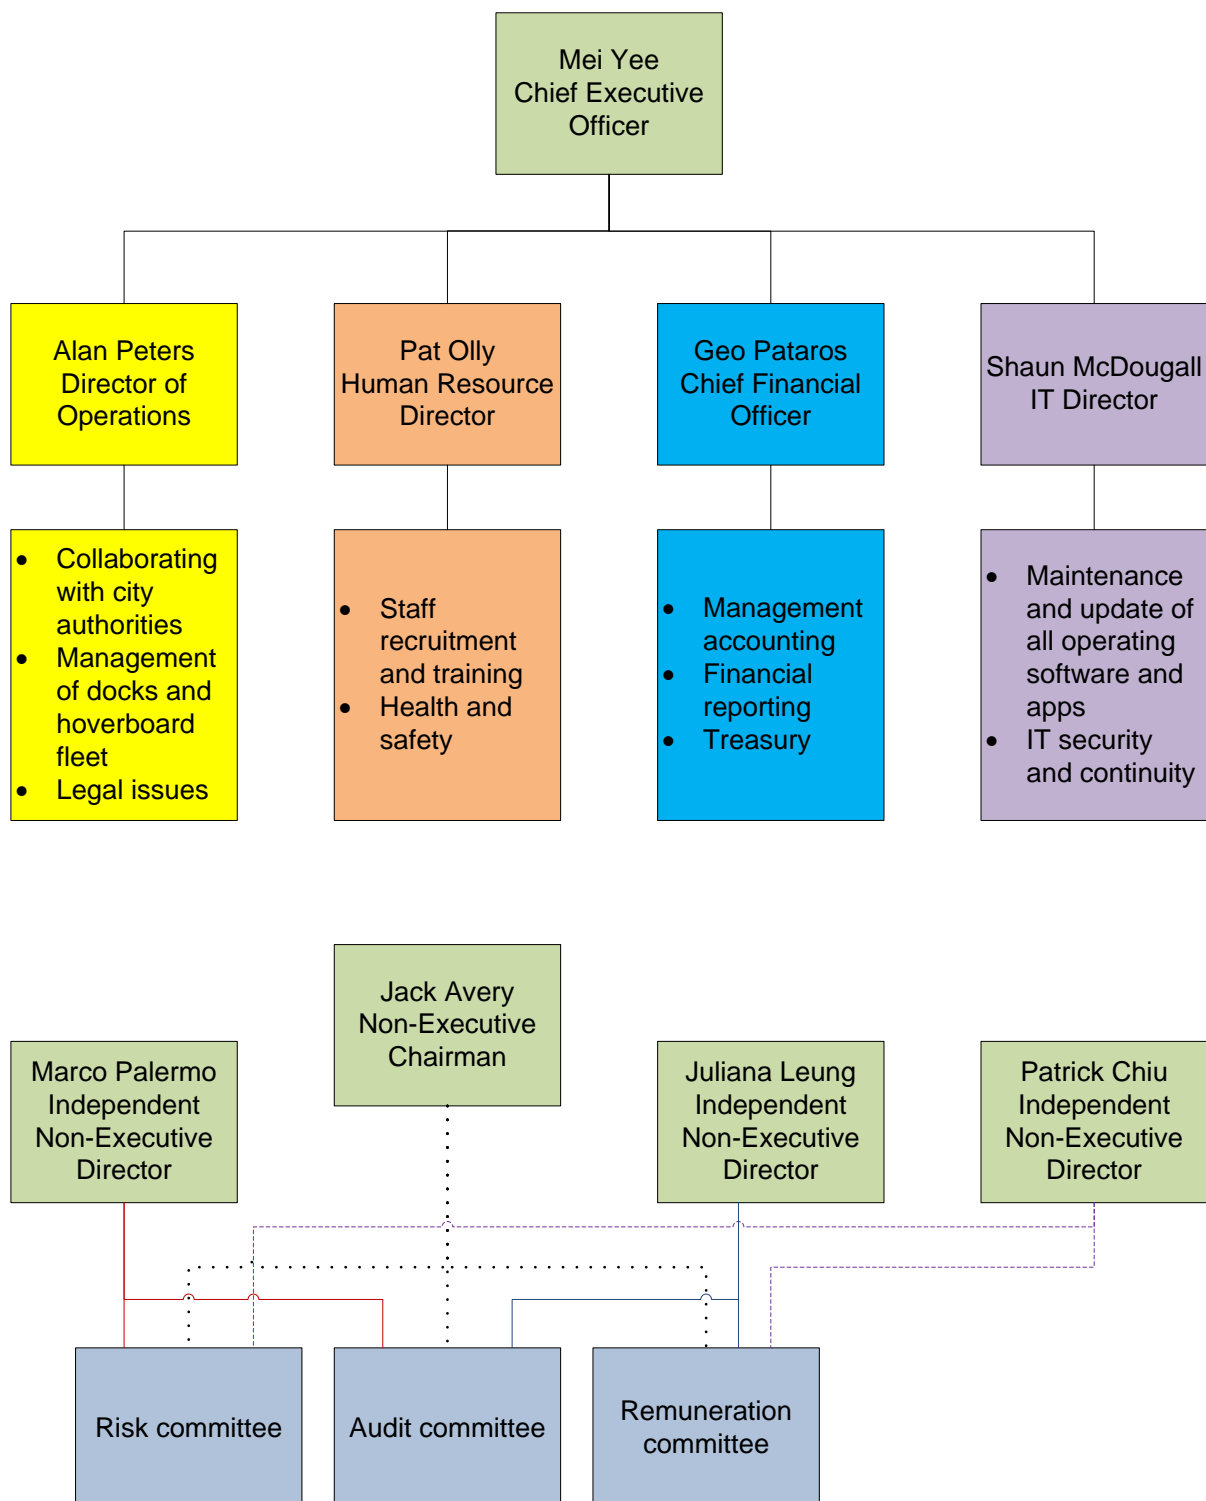 Mei Yee
Chief Executive
Officer
Alan Peters
Director of
Operations
Pat Olly
Human Resource
Director
Geo Pataros
Chief Financial
Officer
Shaun McDougall
IT Director
• Collaborating
with city
authorities
• Management
of docks and
hoverboard
fleet
• Legal issues
• Staff
recruitment
and training
• Health and
safety
• Management
accounting
• Financial
reporting
• Treasury
• Maintenance
and update of
all operating
software and
apps
• IT security
and continuity
Jack Avery
Non-Executive
Chairman
Marco Palermo
Independent
Non-Executive
Director
Juliana Leung
Independent
Non-Executive
Director
Patrick Chiu
Independent
Non-Executive
Director
Risk committee
Audit committee
Remuneration
committee